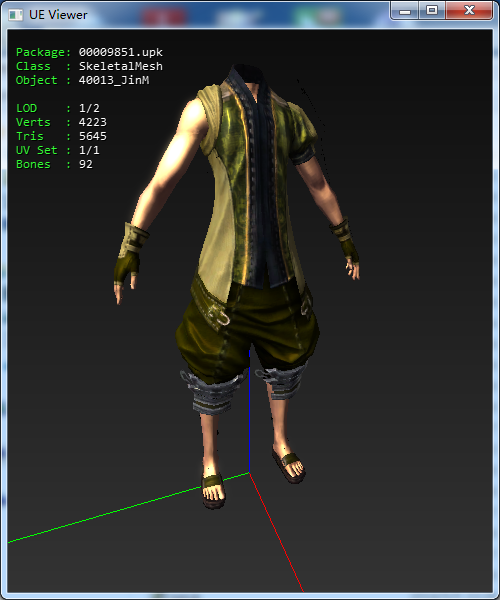 UE Viewer
Package: 00009851.upk
Class : SkeletalMesh
Object : 40013_JinM
LOD : 1/2
Verts : 4223
Tris : 5645
UV Set : 1/1
Bones : 92